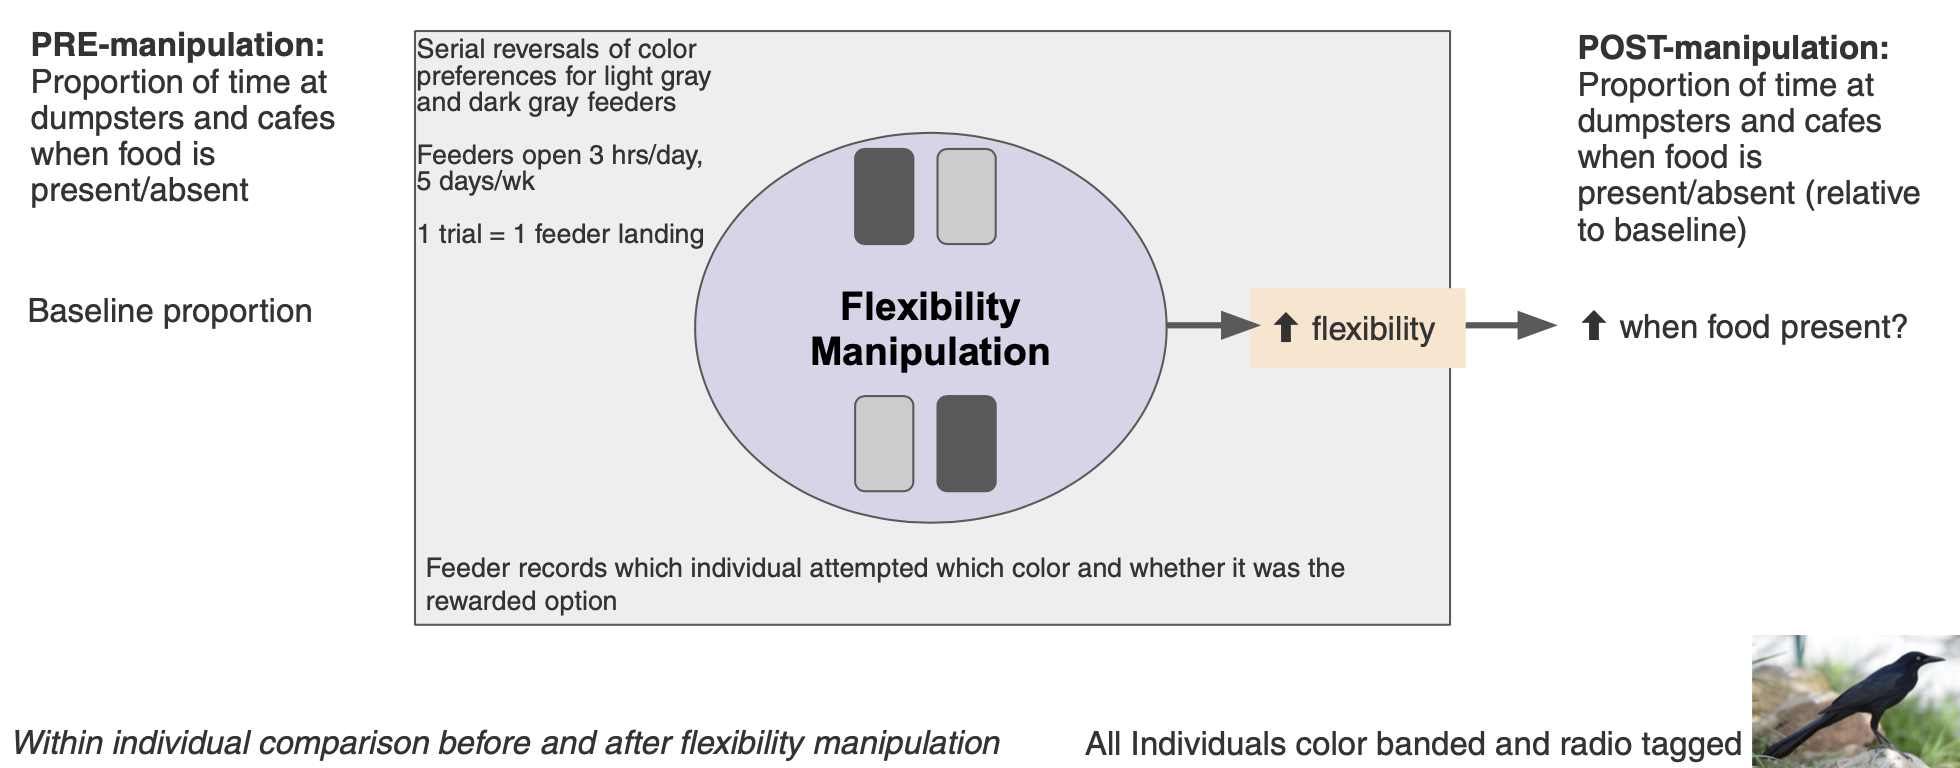 PRE-manipulation:
Proportion of time at
dumpsters and cafes
when food is
present/absent
Baseline proportion
Serial reversals of color
preferences for light gray
and dark gray feeders
Feeders open 3 hrs/day,
5 days/wk
1 trial = 1 feeder landing
Flexibility
Manipulation
Feeder records which individual attempted which color and whether it was the
rewarded option
flexibility
POST-manipulation:
Proportion of time at
dumpsters and cafes
when food is
present/absent (relative
to baseline)
when food present?
Within individual comparison before and after flexibility manipulation
All Individuals color banded and radio tagged